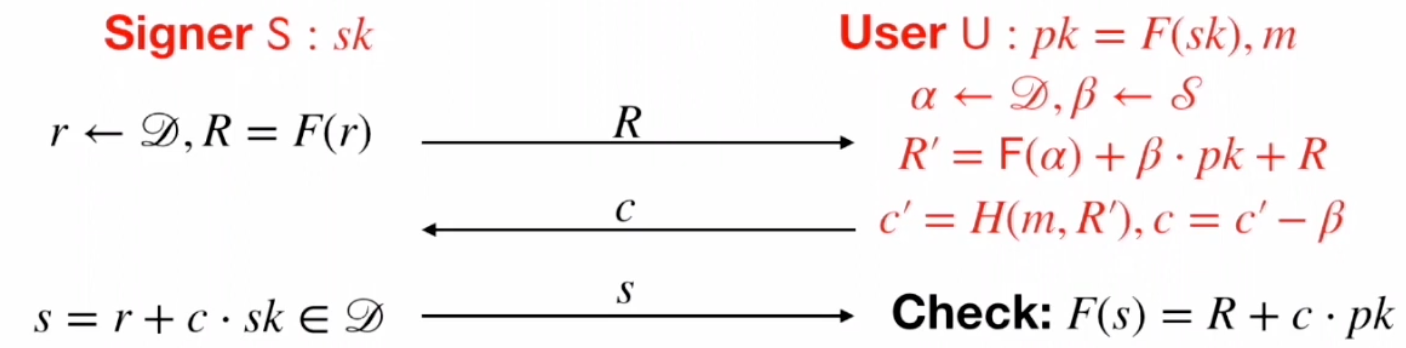 Signer S : sk
User U : pk = F(sk), m
α ← 𝒟, β ← 𝒮
r ← 𝒟, R = F(r)
R
R′ = F(α) + β · pk + R
c
c′ = H(m, R′), c = c′ − β
s = r + c · sk ∈ 𝒟
s
Check: F(s) = R + c · pk